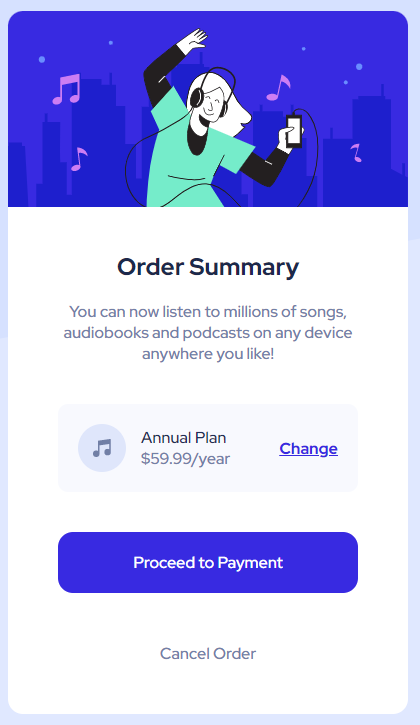 Order Summary
You can now listen to millions of songs,
audiobooks and podcasts on any device
anywhere you like!
Annual Plan
$59.99/year
Change
Proceed to Payment
Cancel Order